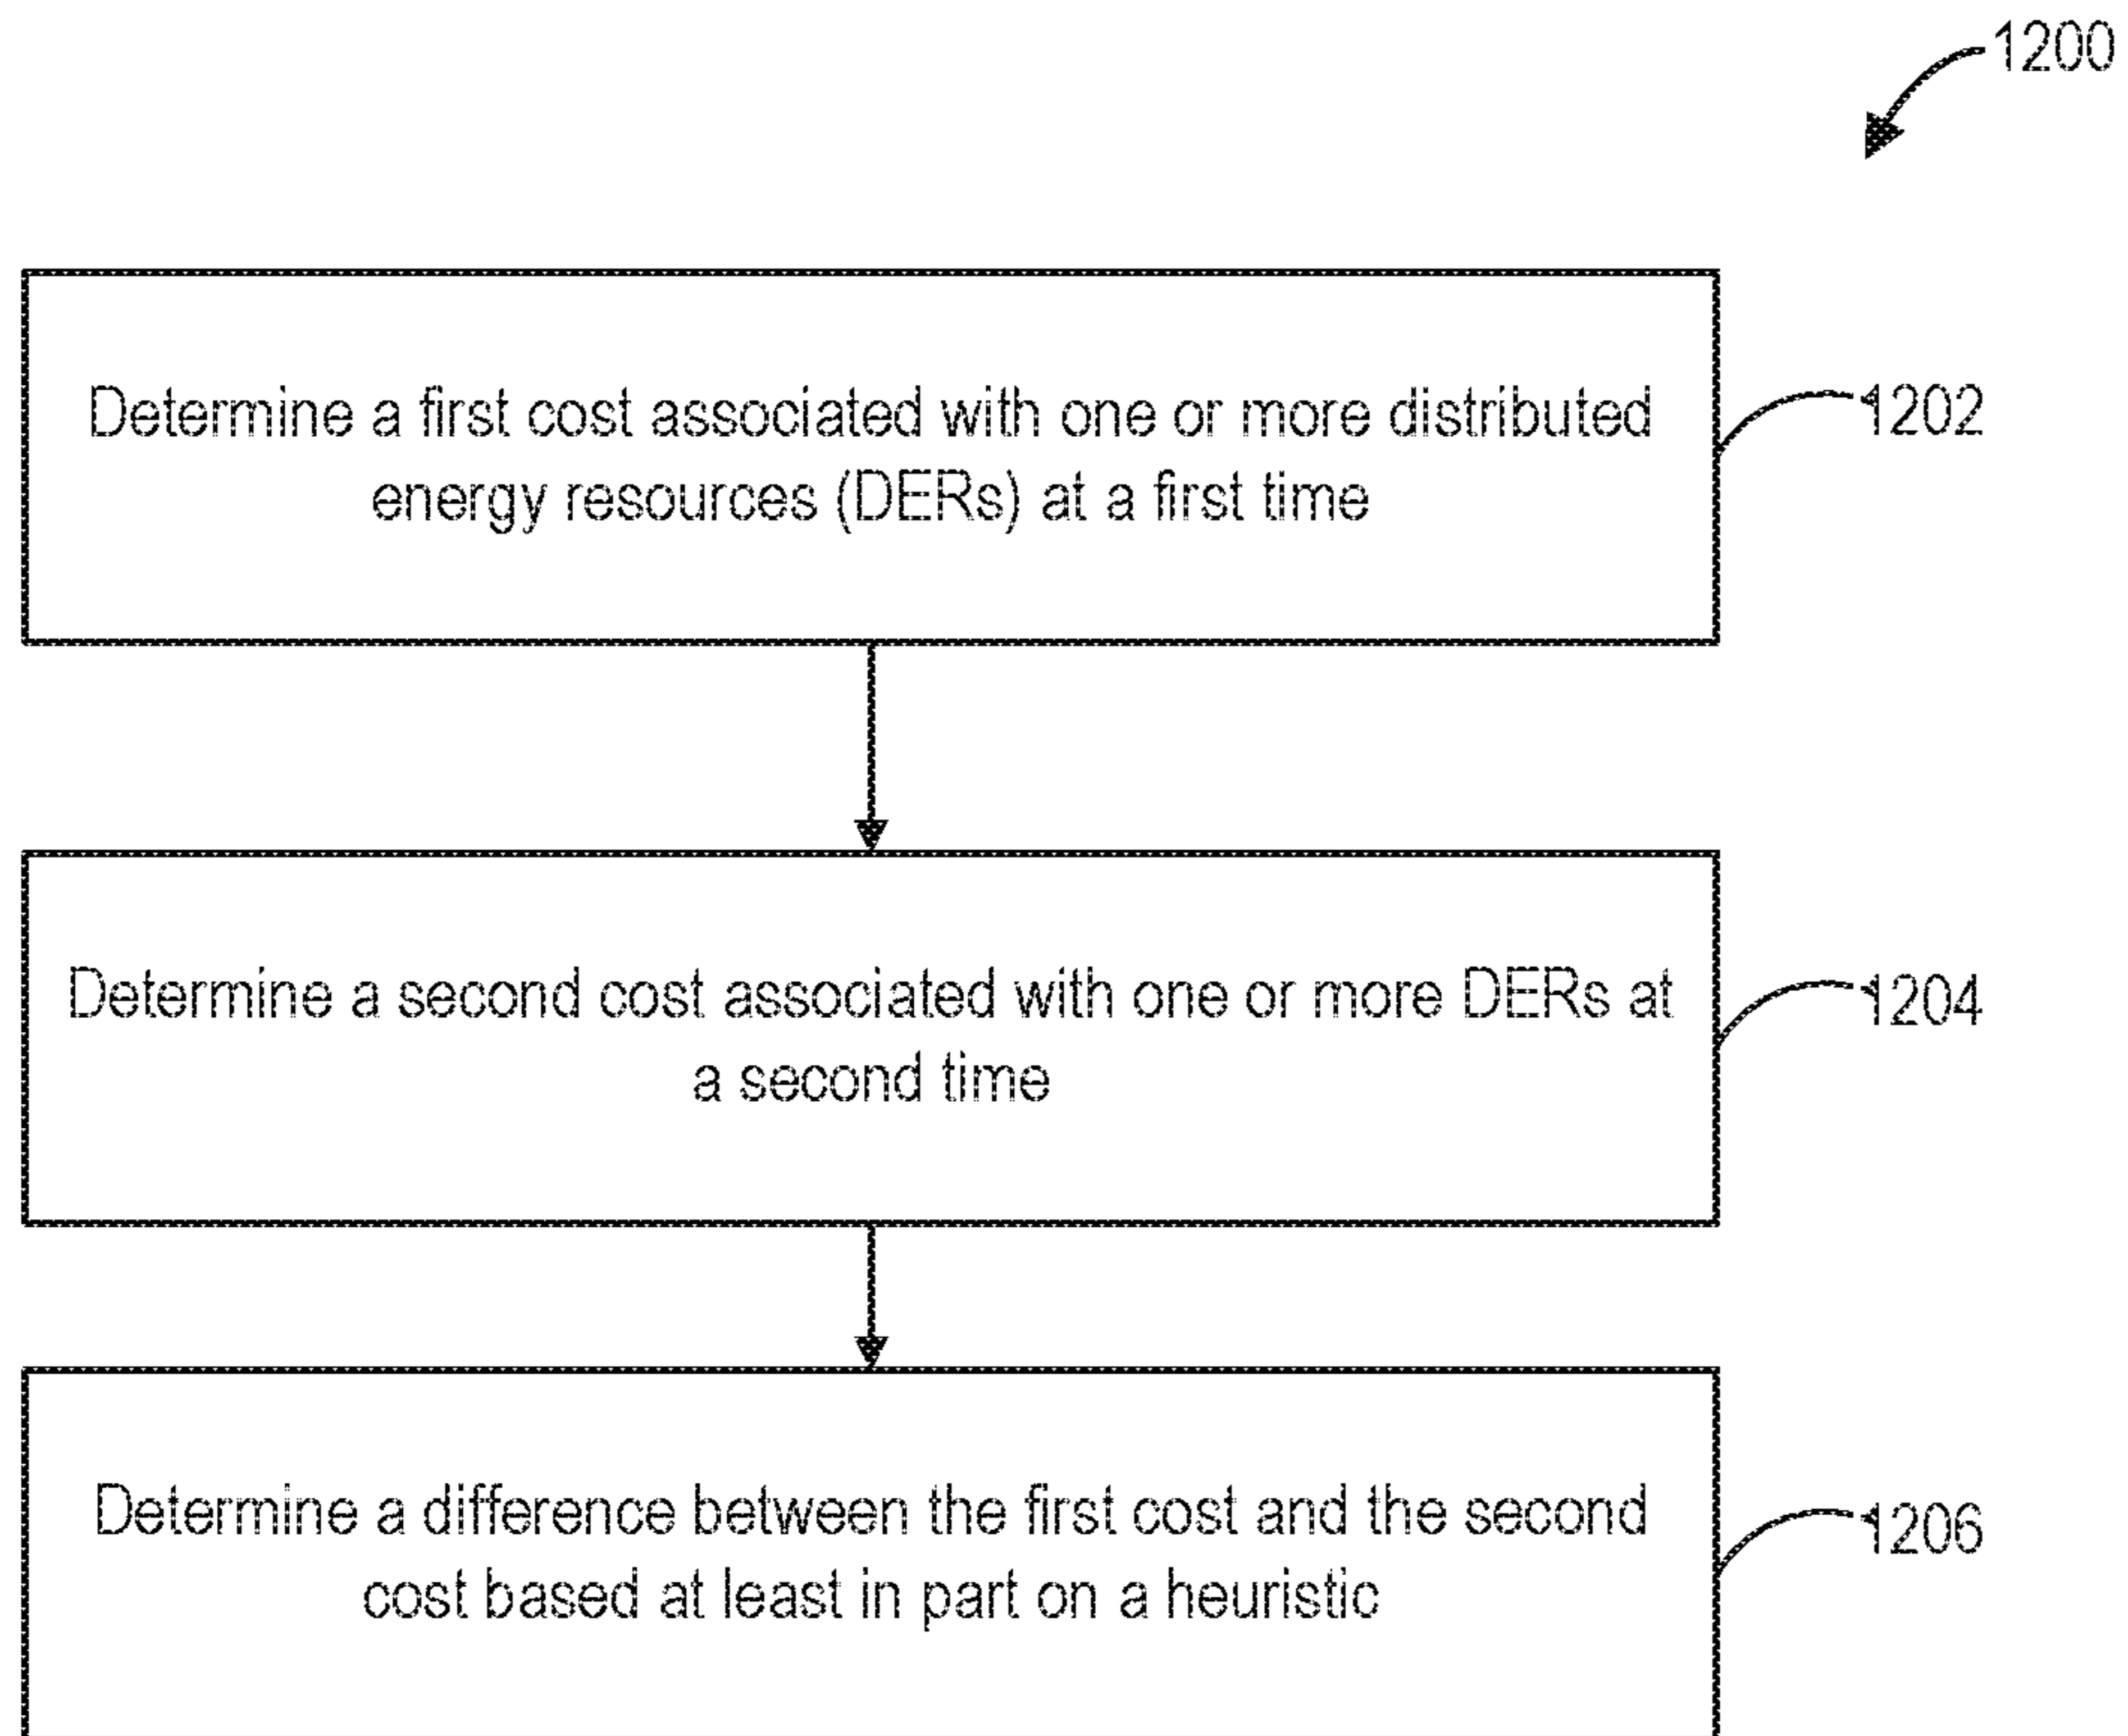 1200
Determine a first cost associated with one or more distributed
energy resources (DERs) at a first time
1202
Determine a second cost associated with one or more DERs at
a second time
1204
Determine a difference between the first cost and the second
cost based at least in part on a heuristic
1206